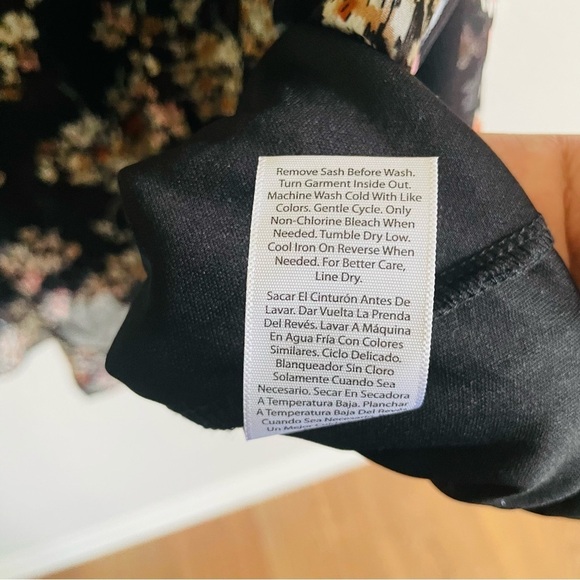 Remove Sash Before Wash.
Turn Garment Inside Out.
Machine Wash Cold With Like
Colors. Gentle Cycle. Only
Non-Chlorine Bleach When
Needed. Tumble Dry Low.
Cool Iron On Reverse When
Needed. For Better Care,
Line Dry.
Sacar El Cinturón Antes De
Lavar. Dar Vuelta La Prenda
Del Revés. Lavar A Máquina
En Agua Fría Con Colores
Similares. Ciclo Delicado.
Blanqueador Sin Cloro
Solamente Cuando Sea
Necesario. Secar En Secadora
A Temperatura Baja. Planchar
A Temperatura Baja Del Revés
Cuando Sea
Un